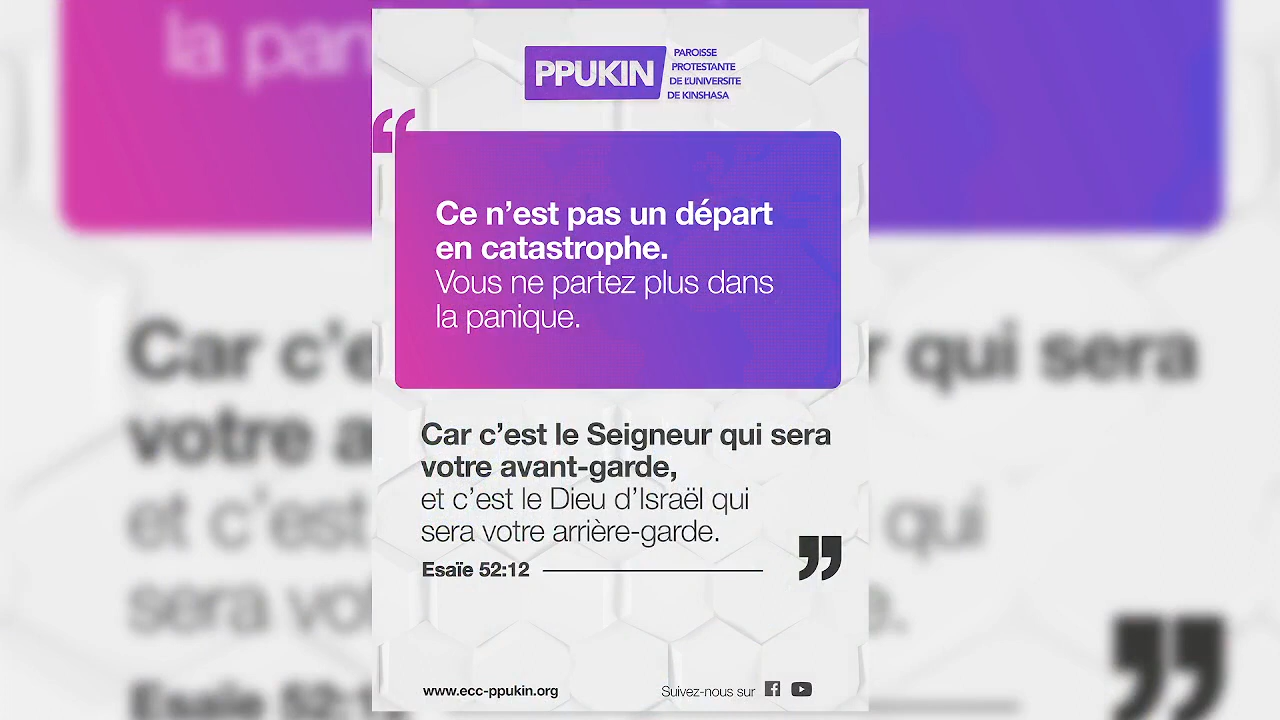 PPUKIN
PAROISSE
PROTESTANTE
DE L'UNIVERSITE
DE KINSHASA
“
Ce n’est pas un départ
en catastrophe.
Vous ne partez plus dans
la panique.
Car c’est le Seigneur qui sera
votre avant-garde,
et c’est le Dieu d’Israël qui
sera votre arrière-garde.
”
Esaïe 52:12
www.ecc-ppukin.org
Suivez-nous sur